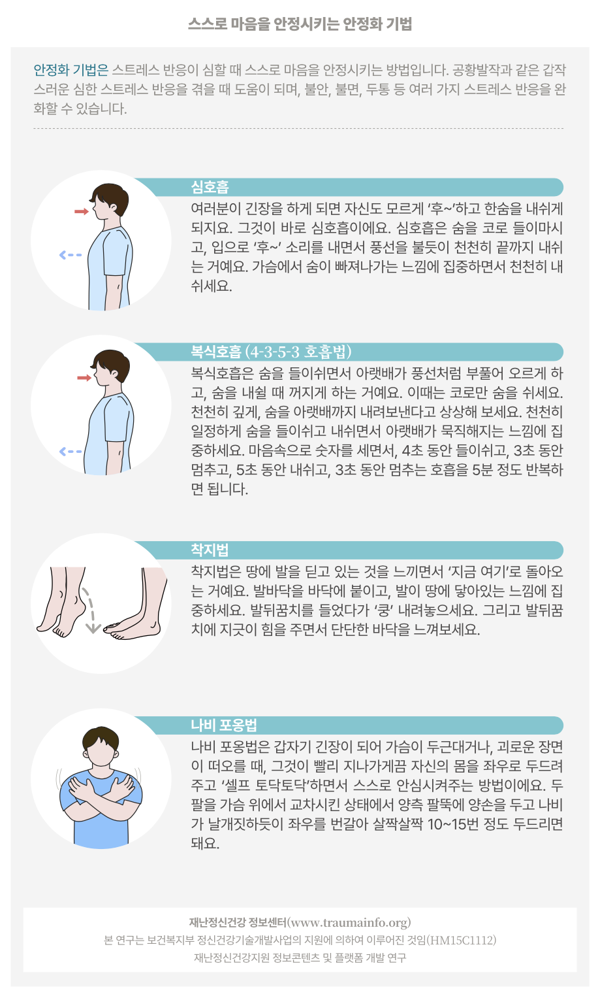 스스로 마음을 안정시키는 안정화 기법
안정화 기법은 스트레스 반응이 심할 때 스스로 마음을 안정시키는 방법입니다. 공황발작과 같은 갑작
스러운 심한 스트레스 반응을 겪을 때 도움이 되며, 불안, 불면, 두통 등 여러 가지 스트레스 반응을 완
화할 수 있습니다.
심호흡
여러분이 긴장을 하게 되면 자신도 모르게 ‘후~’하고 한숨을 내쉬게
되지요. 그것이 바로 심호흡이에요. 심호흡은 숨을 코로 들이마시
고, 입으로 ‘후~’ 소리를 내면서 풍선을 불듯이 천천히 끝까지 내쉬
는 거예요. 가슴에서 숨이 빠져나가는 느낌에 집중하면서 천천히 내
쉬세요.
복식호흡 (4-3-5-3 호흡법)
복식호흡은 숨을 들이쉬면서 아랫배가 풍선처럼 부풀어 오르게 하
고, 숨을 내쉴 때 꺼지게 하는 거예요. 이때는 코로만 숨을 쉬세요.
천천히 깊게, 숨을 아랫배까지 내려보낸다고 상상해 보세요. 천천히
일정하게 숨을 들이쉬고 내쉬면서 아랫배가 묵직해지는 느낌에 집
중하세요. 마음속으로 숫자를 세면서, 4초 동안 들이쉬고, 3초 동안
멈추고, 5초 동안 내쉬고, 3초 동안 멈추는 호흡을 5분 정도 반복하
면 됩니다.
착지법
착지법은 땅에 발을 딛고 있는 것을 느끼면서 ‘지금 여기’로 돌아오
는 거예요. 발바닥을 바닥에 붙이고, 발이 땅에 닿아있는 느낌에 집
중하세요. 발뒤꿈치를 들었다가 ‘쿵’ 내려놓으세요. 그리고 발뒤꿈
치에 지긋이 힘을 주면서 단단한 바닥을 느껴보세요.
나비 포옹법
나비 포옹법은 갑자기 긴장이 되어 가슴이 두근대거나, 괴로운 장면
이 떠오를 때, 그것이 빨리 지나가게끔 자신의 몸을 좌우로 두드려
주고 ‘셀프 토닥토닥’하면서 스스로 안심시켜주는 방법이에요. 두
팔을 가슴 위에서 교차시킨 상태에서 양측 팔뚝에 양손을 두고 나비
가 날개짓하듯이 좌우를 번갈아 살짝살짝 10~15번 정도 두드리면
돼요.
재난정신건강 정보센터(www.traumainfo.org)
본 연구는 보건복지부 정신건강기술개발사업의 지원에 의하여 이루어진 것임(HM15C1112)
재난정신건강지원 정보콘텐츠 및 플랫폼 개발 연구